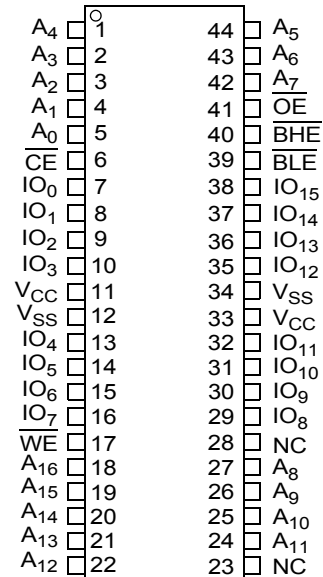 A4 1 44 A5
A3 2 43 A6
A2 3 42 A7
A1 4 41 OE
A0 5 40 BHE
CE 6 39 BLE
IO0 7 38 IO15
IO1 8 37 IO14
IO2 9 36 IO13
IO3 10 35 IO12
VCC 11 34 VSS
VSS 12 33 VCC
IO4 13 32 IO11
IO5 14 31 IO10
IO6 15 30 IO9
IO7 16 29 IO8
WE 17 28 NC
A16 18 27 A8
A15 19 26 A9
A14 20 25 A10
A13 21 24 A11
A12 22 23 NC